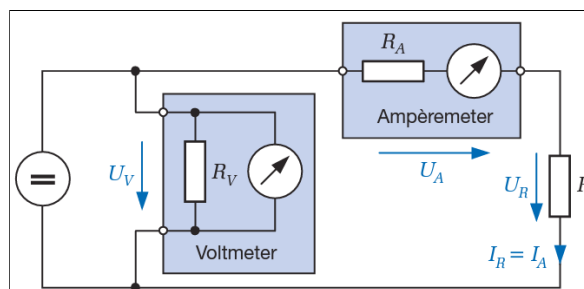 R_A
Ampèremeter
U_A
U_V
R_V
Voltmeter
U_R
I_R = I_A